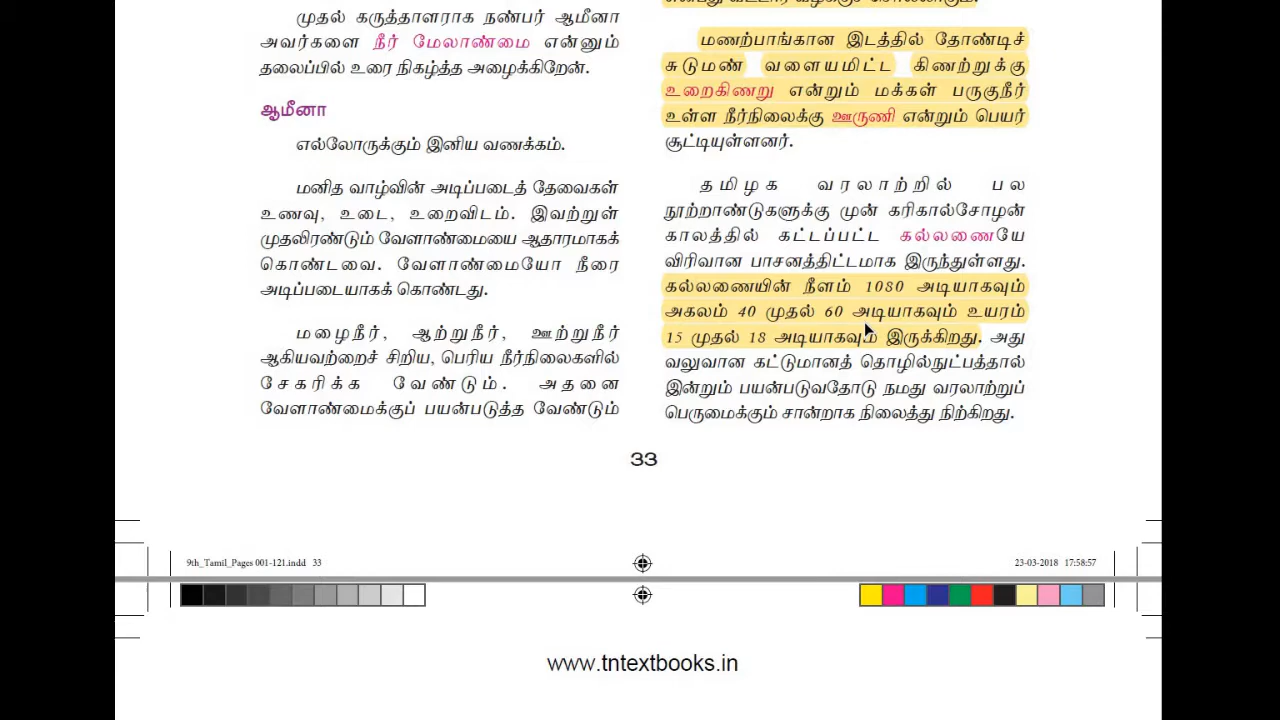 முதல் கருத்தாளராக நண்பர் ஆமீனா
அவர்களை நீர் மேலாண்மை என்னும்
தலைப்பில் உரை நிகழ்த்த அழைக்கிறேன்.
ஆமீனா
எல்லோருக்கும் இனிய வணக்கம்.
மனித வாழ்வின் அடிப்படைத் தேவைகள்
உணவு, உடை, உறைவிடம். இவற்றுள்
முதலிரண்டும் வேளாண்மையை ஆதாரமாகக்
கொண்டவை. வேளாண்மையோ நீரை
அடிப்படையாகக் கொண்டது.
மழைநீர், ஆற்றுநீர், ஊற்றுநீர்
ஆகியவற்றைச் சிறிய, பெரிய நீர்நிலைகளில்
சேகரிக்க வேண்டும். அதனை
வேளாண்மைக்குப் பயன்படுத்த வேண்டும்
மணற்பாங்கான இடத்தில் தோண்டிச்
சுடுமண் வளையமிட்ட கிணற்றுக்கு
உறைகிணறு என்றும் மக்கள் பருகுநீர்
உள்ள நீர்நிலைக்கு ஊருணி என்றும் பெயர்
சூட்டியுள்ளனர்.
தமிழக வரலாற்றில் பல
நூற்றாண்டுகளுக்கு முன் கரிகால்சோழன்
காலத்தில் கட்டப்பட்ட கல்லணையே
விரிவான பாசனத்திட்டமாக இருந்துள்ளது.
கல்லணையின் நீளம் 1080 அடியாகவும்
அகலம் 40 முதல் 60 அடியாகவும் உயரம்
15 முதல் 18 அடியாகவும் இருக்கிறது. அது
வலுவான கட்டுமானத் தொழில்நுட்பத்தால்
இன்றும் பயன்படுவதோடு நமது வரலாற்றுப்
பெருமைக்கும் சான்றாக நிலைத்து நிற்கிறது.
33
9th_Tamil_Pages 001-121.indd 33
23-03-2018 17:58:57
www.tntextbooks.in